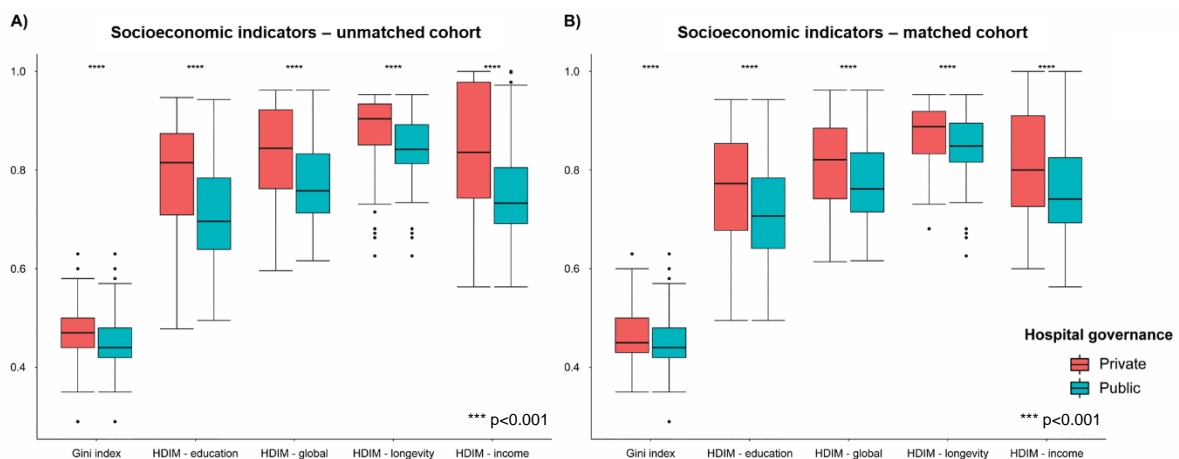 A)
Socioeconomic indicators – unmatched cohort
**** **** **** **** ****
1.0
0.8
0.6
0.4
*** p<0.001
Gini index HDIM - education HDIM - global HDIM - longevity HDIM - income
B)
Socioeconomic indicators – matched cohort
**** **** **** **** ****
1.0
0.8
0.6
0.4
Hospital governance
Private
Public
*** p<0.001
Gini index HDIM - education HDIM - global HDIM - longevity HDIM - income